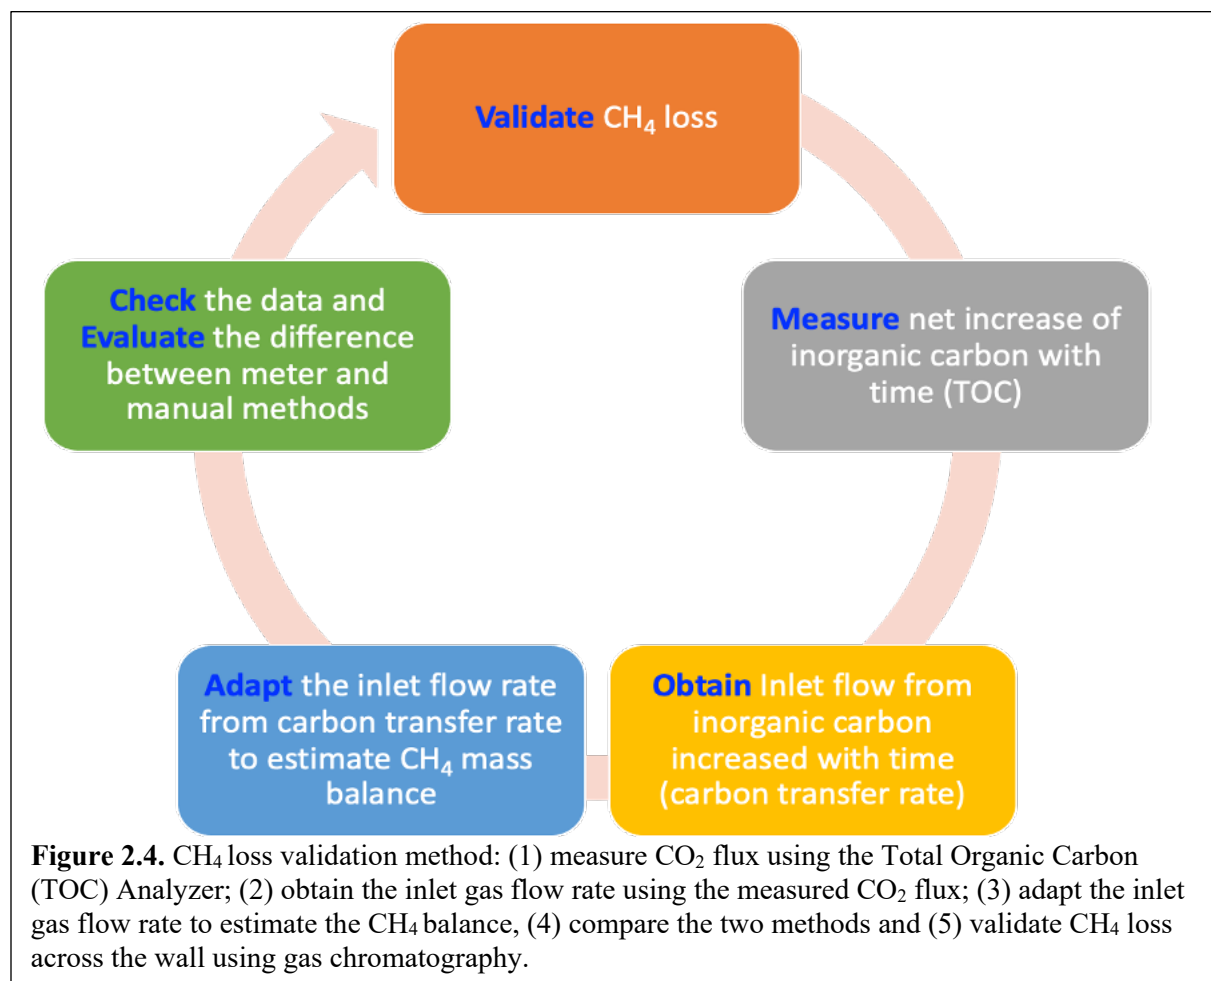 Validate CH₄ loss
Measure net increase of
inorganic carbon with
time (TOC)
Obtain Inlet flow from
inorganic carbon
increased with time
(carbon transfer rate)
Adapt the inlet flow rate
from carbon transfer rate
to estimate CH₄ mass
balance
Check the data and
Evaluate the difference
between meter and
manual methods
Figure 2.4. CH₄ loss validation method: (1) measure CO₂ flux using the Total Organic Carbon
(TOC) Analyzer; (2) obtain the inlet gas flow rate using the measured CO₂ flux; (3) adapt the inlet
gas flow rate to estimate the CH₄ balance, (4) compare the two methods and (5) validate CH₄ loss
across the wall using gas chromatography.